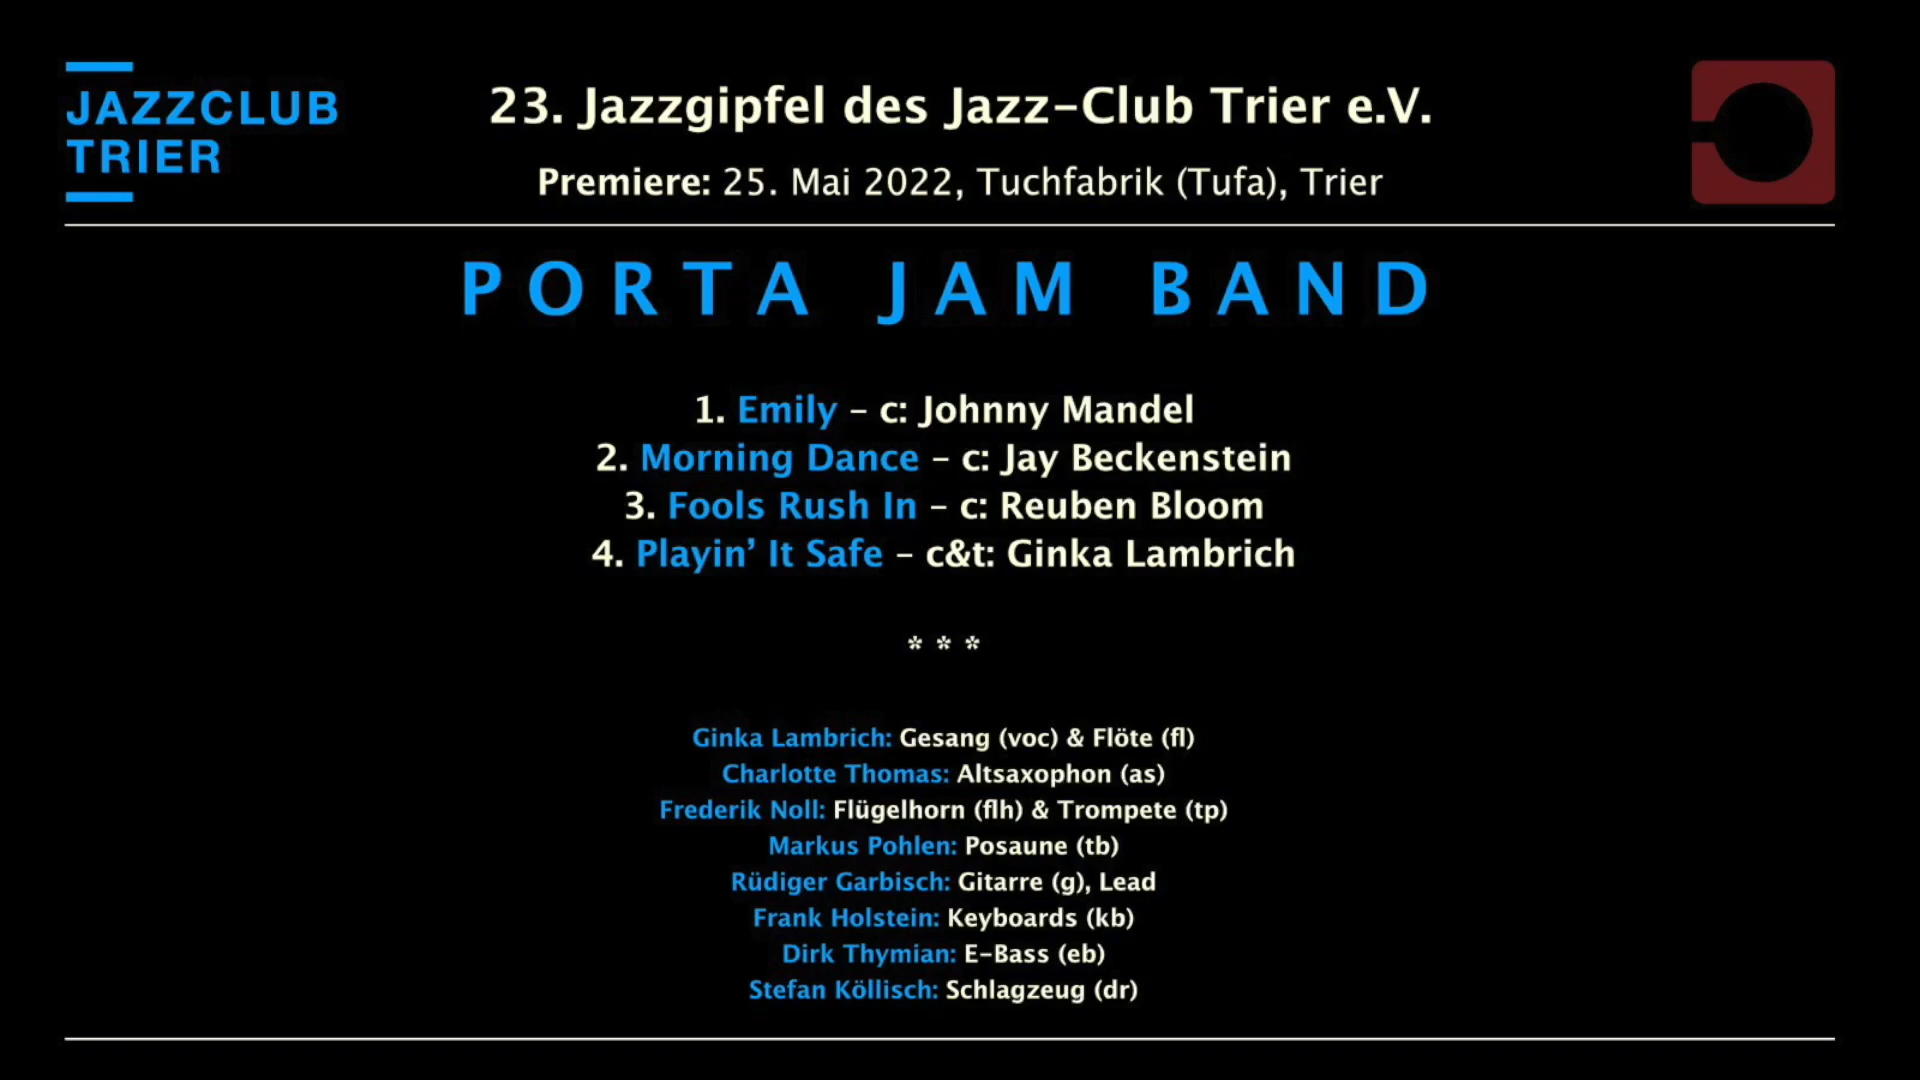 JAZZCLUB
TRIER
23. Jazzgipfel des Jazz-Club Trier e.V.
Premiere: 25. Mai 2022, Tuchfabrik (Tufa), Trier
PORTA JAM BAND
1. Emily – c: Johnny Mandel
2. Morning Dance – c: Jay Beckenstein
3. Fools Rush In – c: Reuben Bloom
4. Playin’ It Safe – c&t: Ginka Lambrich
* * *
Ginka Lambrich: Gesang (voc) & Flöte (fl)
Charlotte Thomas: Altsaxophon (as)
Frederik Noll: Flügelhorn (flh) & Trompete (tp)
Markus Pohlen: Posaune (tb)
Rüdiger Garbisch: Gitarre (g), Lead
Frank Holstein: Keyboards (kb)
Dirk Thymian: E-Bass (eb)
Stefan Köllisch: Schlagzeug (dr)